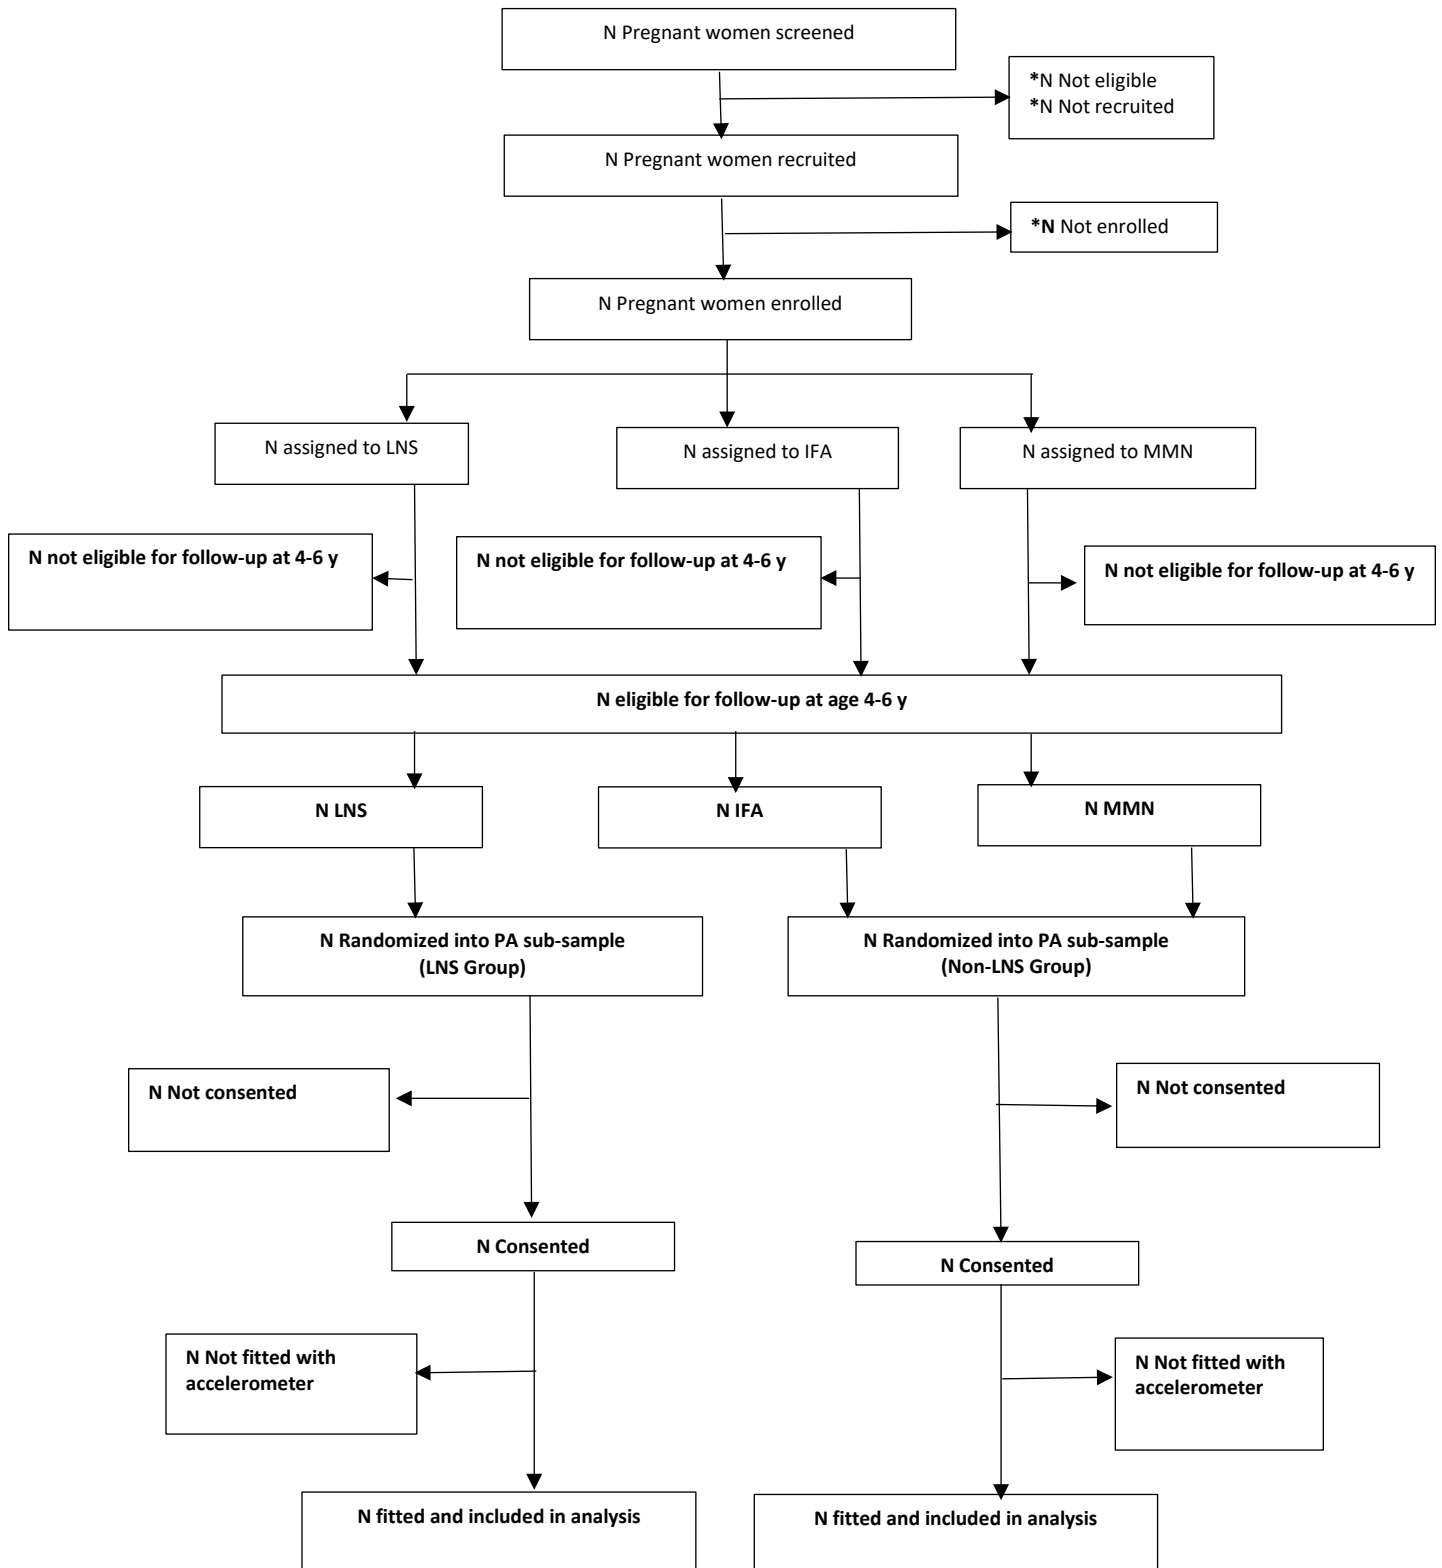 N Pregnant women screened
*N Not eligible
*N Not recruited
N Pregnant women recruited
*N Not enrolled
N Pregnant women enrolled
N assigned to LNS
N assigned to IFA
N assigned to MMN
N not eligible for follow-up at 4-6 y
N not eligible for follow-up at 4-6 y
N not eligible for follow-up at 4-6 y
N eligible for follow-up at age 4-6 y
N LNS
N IFA
N MMN
N Randomized into PA sub-sample
(LNS Group)
N Randomized into PA sub-sample
(Non-LNS Group)
N Not consented
N Not consented
N Consented
N Consented
N Not fitted with
accelerometer
N Not fitted with
accelerometer
N fitted and included in analysis
N fitted and included in analysis